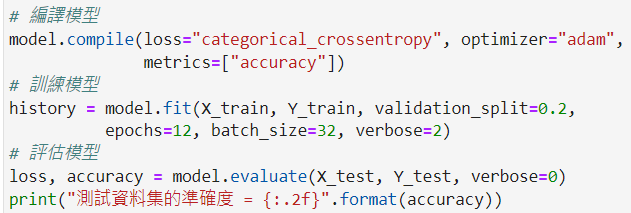 # 編譯模型
model.compile(loss="categorical_crossentropy", optimizer="adam",
              metrics=["accuracy"])
# 訓練模型
history = model.fit(X_train, Y_train, validation_split=0.2,
          epochs=12, batch_size=32, verbose=2)
# 評估模型
loss, accuracy = model.evaluate(X_test, Y_test, verbose=0)
print("測試資料集的準確度 = {:.2f}".format(accuracy))